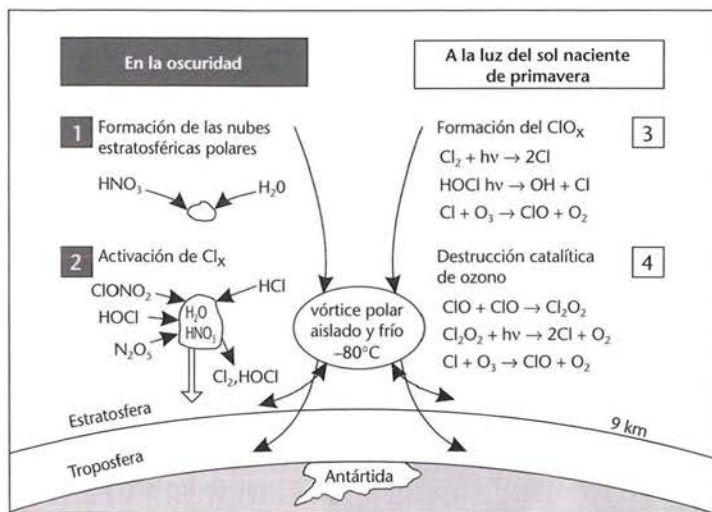 En la oscuridad
1
Formación de las nubes
estratosféricas polares
HNO₃
H₂O
2
Activación de Clₓ
ClONO₂
HCl
HOCl
H₂O
HNO₃
N₂O₅
Cl₂,HOCl
vórtice polar
aislado y frío
–80°C
A la luz del sol naciente
de primavera
Formación del ClOₓ
3
Cl₂ + hν → 2Cl
HOCl hν → OH + Cl
Cl + O₃ → ClO + O₂
Destrucción catalítica
de ozono
4
ClO + ClO → Cl₂O₂
Cl₂O₂ + hν → 2Cl + O₂
Cl + O₃ → ClO + O₂
Estratosfera
9 km
Troposfera
Antártida